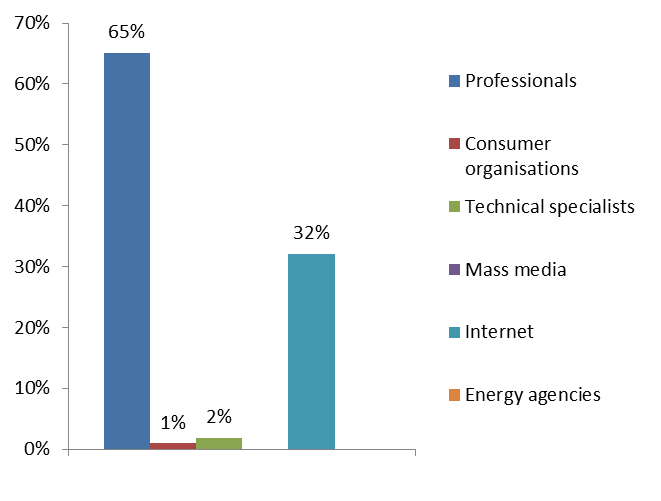 70%
60%
50%
40%
30%
20%
10%
0%
65%
1%
2%
32%
Professionals
Consumer
organisations
Technical specialists
Mass media
Internet
Energy agencies